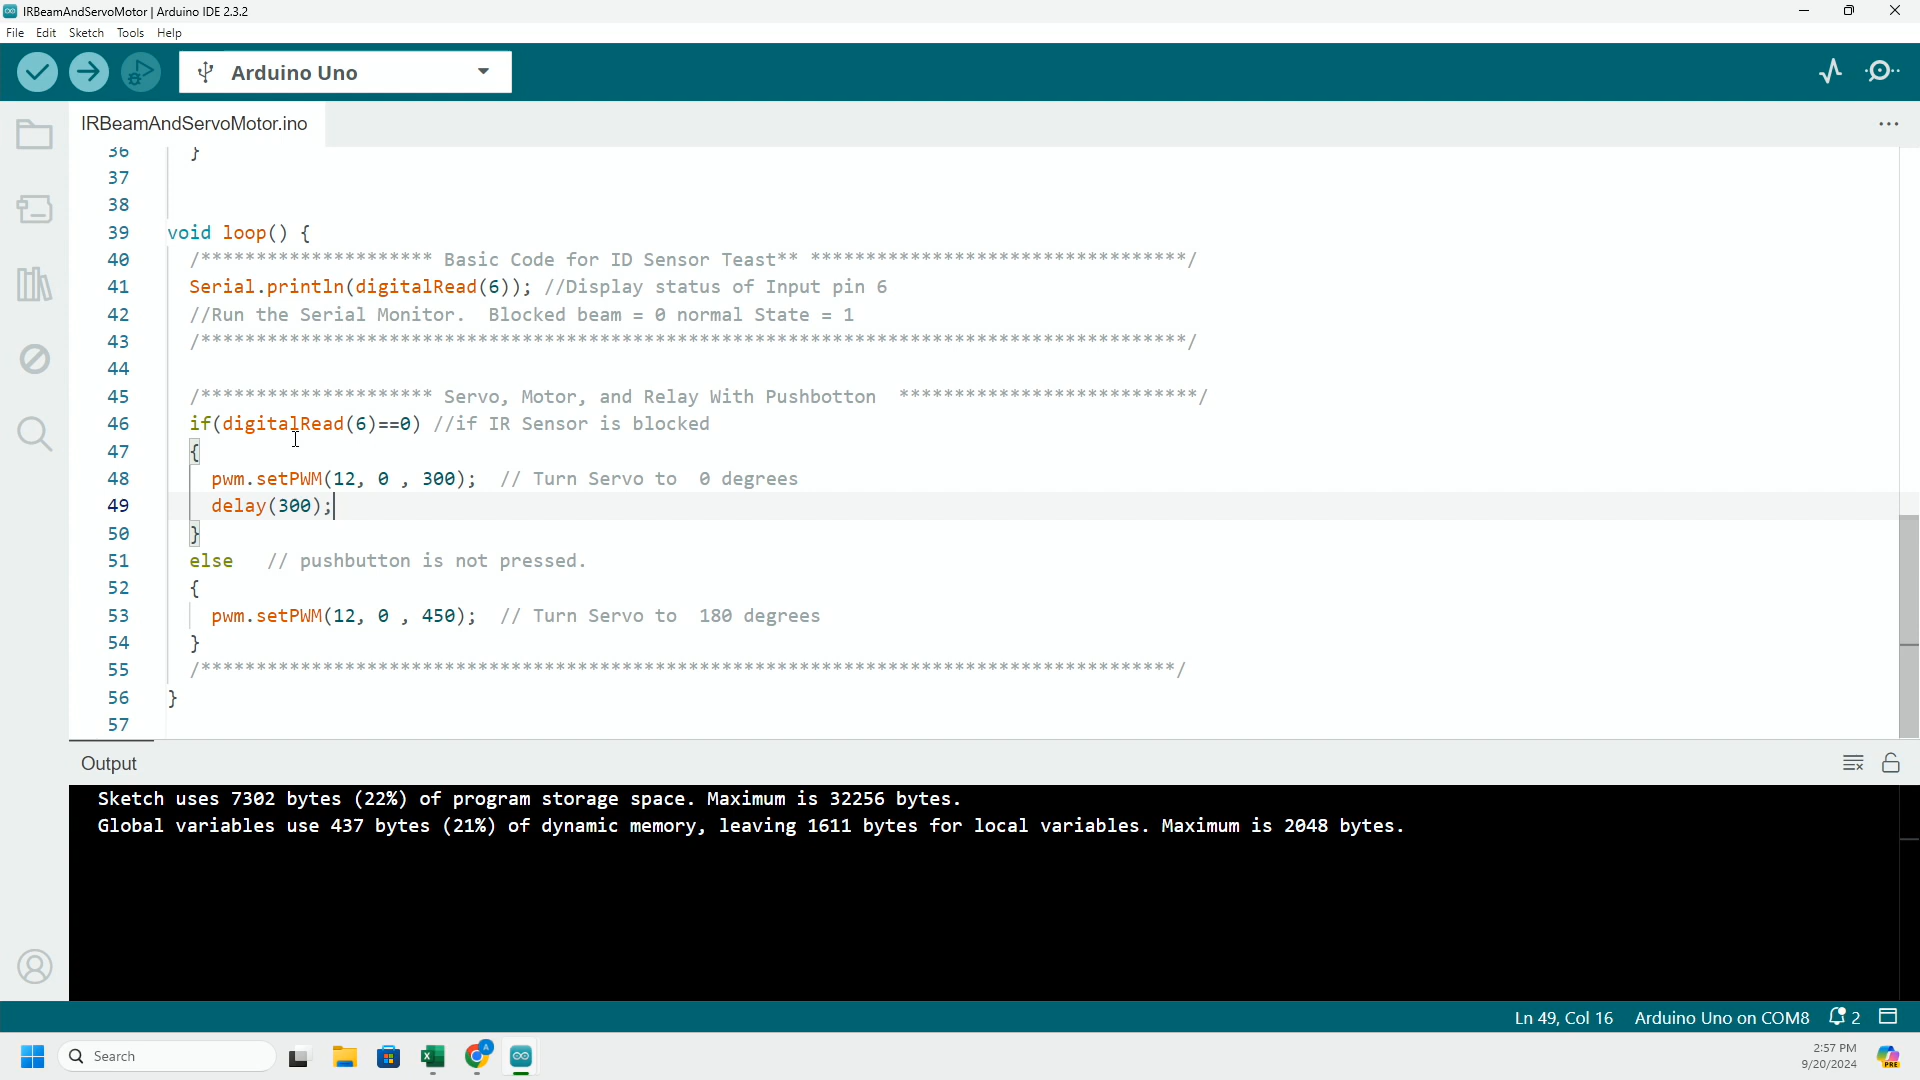 IRBeamAndServoMotor | Arduino IDE 2.3.2
File Edit Sketch Tools Help
Arduino Uno
IRBeamAndServoMotor.ino
36 }
37
38
39 void loop() {
40 /********************* Basic Code for ID Sensor Teast** **********************************/
41 Serial.println(digitalRead(6)); //Display status of Input pin 6
42 //Run the Serial Monitor.  Blocked beam = 0 normal State = 1
43 /****************************************************************************************/
44
45 /********************* Servo, Motor, and Relay With Pushbotton  ***************************/
46 if(digitalRead(6)==0) //if IR Sensor is blocked
47 {
48 pwm.setPWM(12, 0 , 300);  // Turn Servo to  0 degrees
49 delay(300);
50 }
51 else   // pushbutton is not pressed.
52 {
53 pwm.setPWM(12, 0 , 450);  // Turn Servo to  180 degrees
54 }
55 /***************************************************************************************/
56 }
57
Output
Sketch uses 7302 bytes (22%) of program storage space. Maximum is 32256 bytes.
Global variables use 437 bytes (21%) of dynamic memory, leaving 1611 bytes for local variables. Maximum is 2048 bytes.
Ln 49, Col 16 Arduino Uno on COM8 2
Search
2:57 PM
9/20/2024
PRE